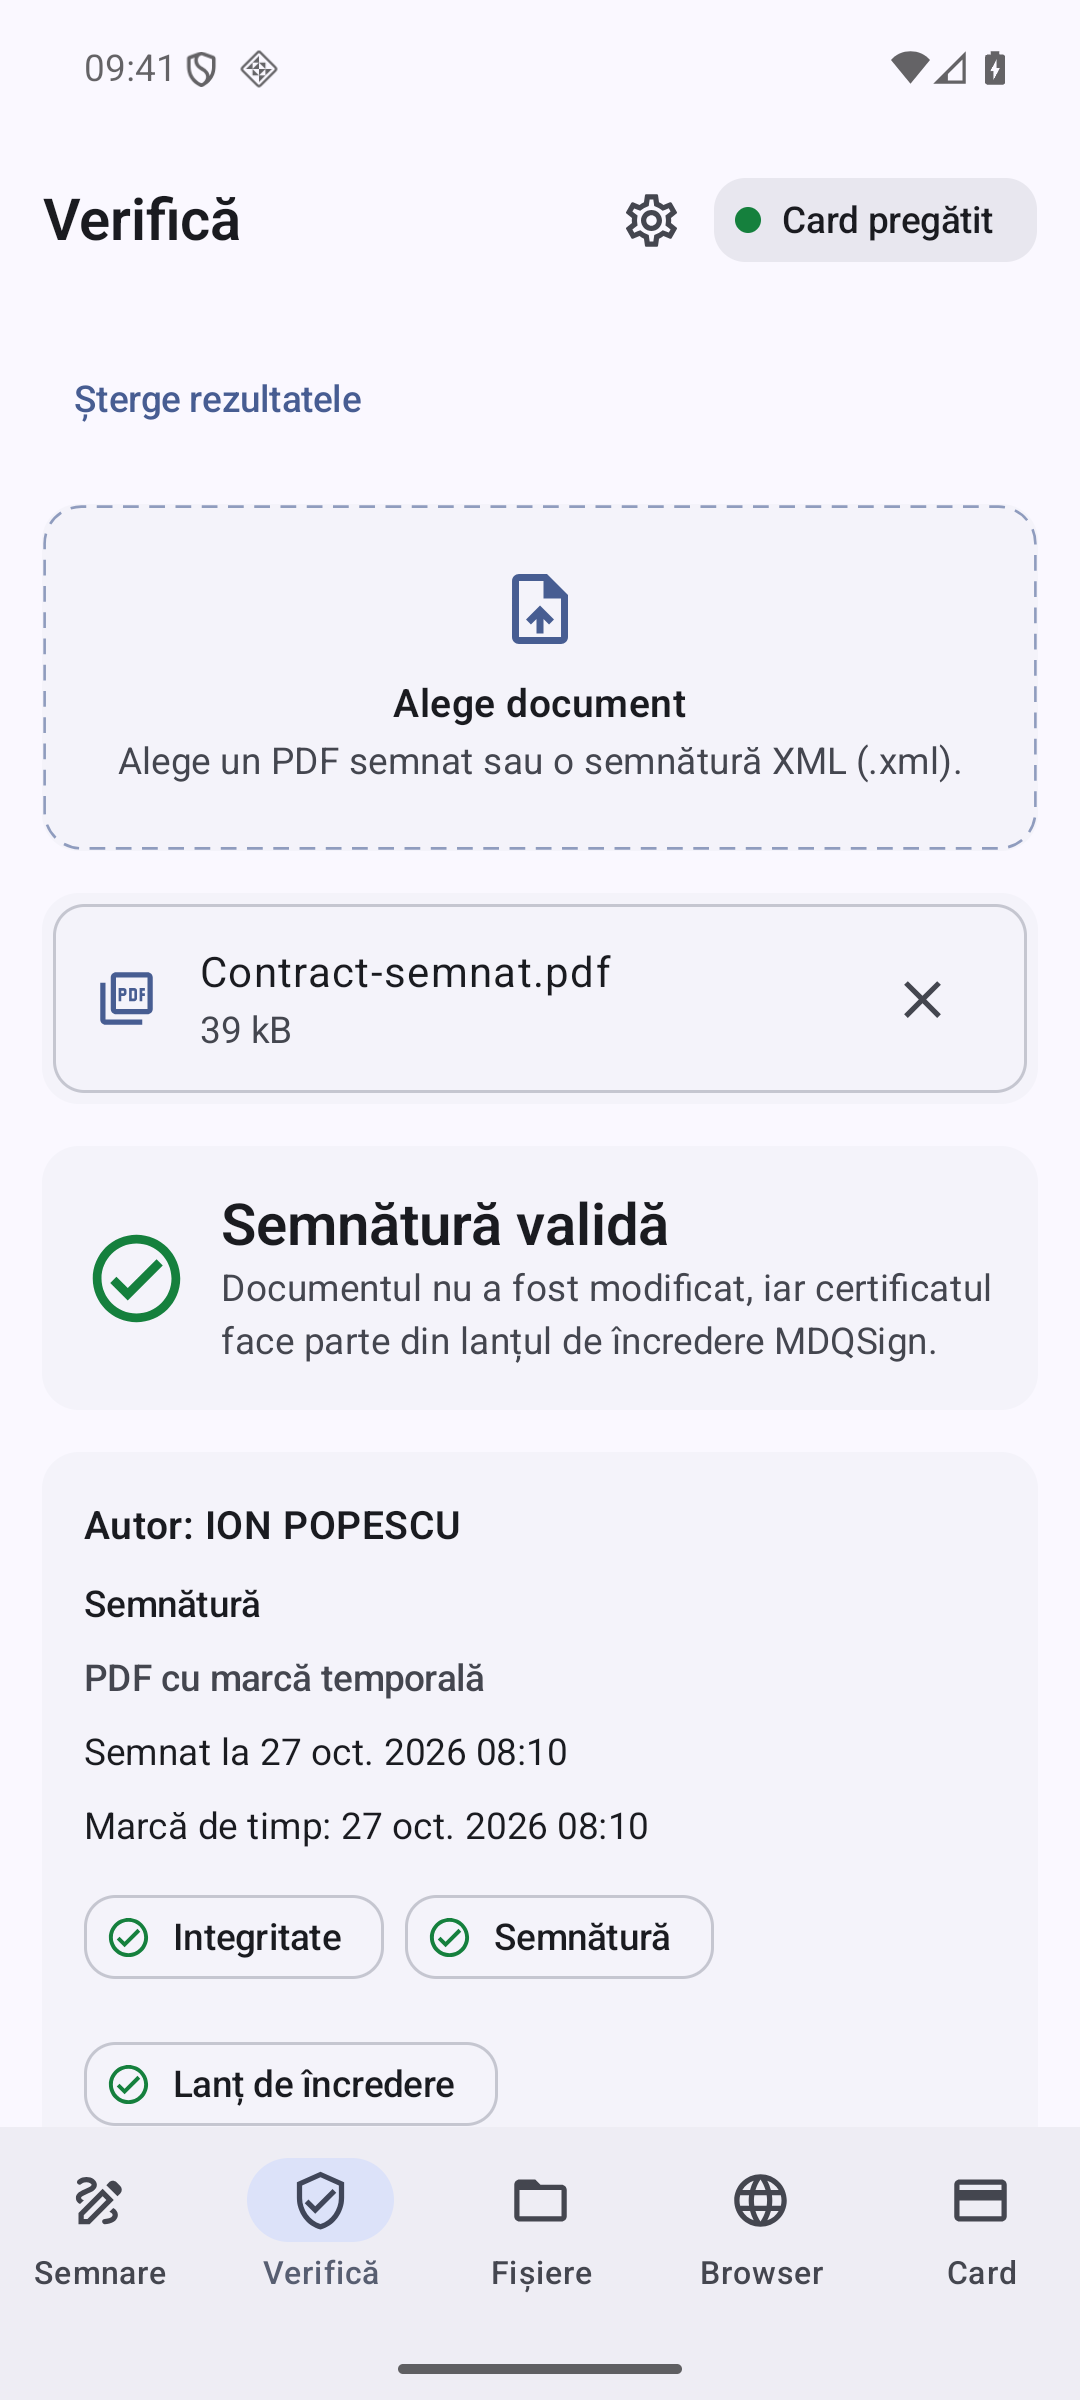 09:41
Verifică
Card pregătit
Șterge rezultatele
Alege document
Alege un PDF semnat sau o semnătură XML (.xml).
PDF
Contract-semnat.pdf
39 kB
Semnătură validă
Documentul nu a fost modificat, iar certificatul
face parte din lanțul de încredere MDQSign.
Autor: ION POPESCU
Semnătură
PDF cu marcă temporală
Semnat la 27 oct. 2026 08:10
Marcă de timp: 27 oct. 2026 08:10
Integritate
Semnătură
Lanț de încredere
Semnare
Verifică
Fișiere
Browser
Card